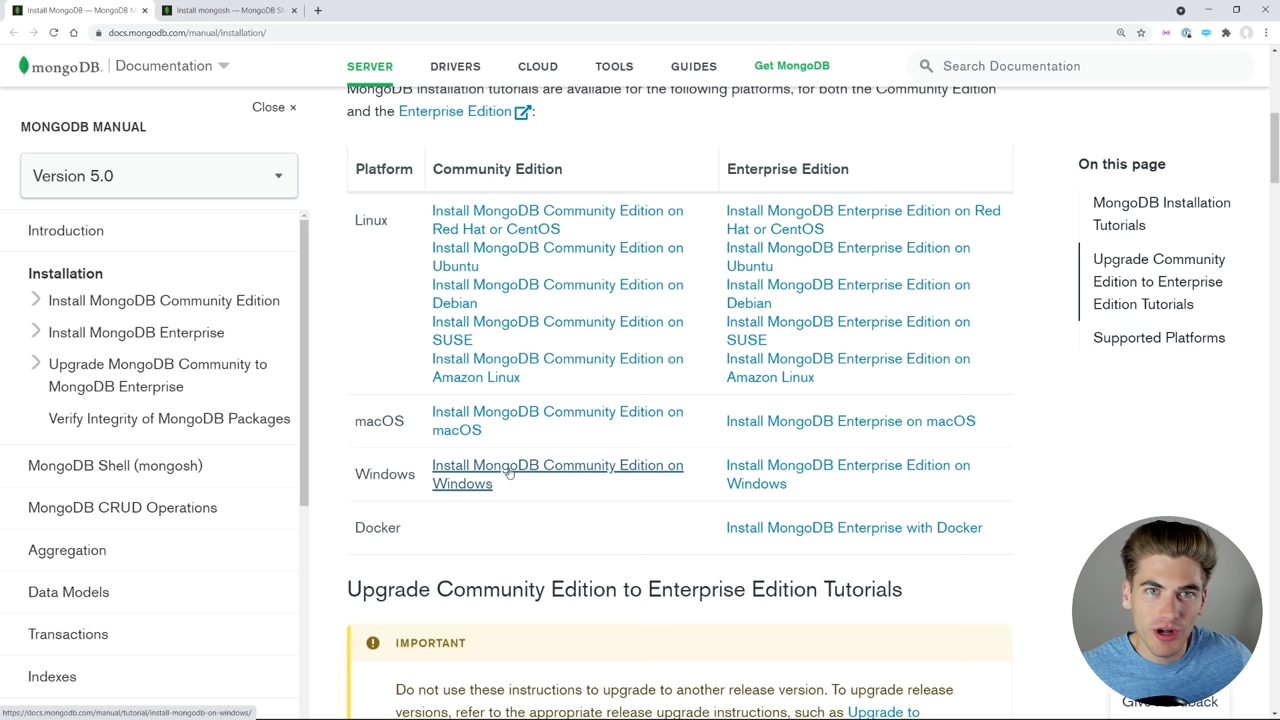 Install MongoDB — MongoDB M
Install mongosh — MongoDB Sh
docs.mongodb.com/manual/installation/
mongoDB. Documentation
SERVER
DRIVERS
CLOUD
TOOLS
GUIDES
Get MongoDB
Search Documentation
Close ×
MONGODB MANUAL
Version 5.0
Introduction
Installation
Install MongoDB Community Edition
Install MongoDB Enterprise
Upgrade MongoDB Community to
MongoDB Enterprise
Verify Integrity of MongoDB Packages
MongoDB Shell (mongosh)
MongoDB CRUD Operations
Aggregation
Data Models
Transactions
Indexes
https://docs.mongodb.com/manual/tutorial/install-mongodb-on-windows/
MongoDB installation tutorials are available for the following platforms, for both the Community Edition
and the Enterprise Edition :
Platform
Community Edition
Enterprise Edition
Linux
Install MongoDB Community Edition on
Red Hat or CentOS
Install MongoDB Community Edition on
Ubuntu
Install MongoDB Community Edition on
Debian
Install MongoDB Community Edition on
SUSE
Install MongoDB Community Edition on
Amazon Linux
Install MongoDB Enterprise Edition on Red
Hat or CentOS
Install MongoDB Enterprise Edition on
Ubuntu
Install MongoDB Enterprise Edition on
Debian
Install MongoDB Enterprise Edition on
SUSE
Install MongoDB Enterprise Edition on
Amazon Linux
macOS
Install MongoDB Community Edition on
macOS
Install MongoDB Enterprise on macOS
Windows
Install MongoDB Community Edition on
Windows
Install MongoDB Enterprise Edition on
Windows
Docker
Install MongoDB Enterprise with Docker
Upgrade Community Edition to Enterprise Edition Tutorials
IMPORTANT
Do not use these instructions to upgrade to another release version. To upgrade release
versions, refer to the appropriate release upgrade instructions, such as Upgrade to
On this page
MongoDB Installation
Tutorials
Upgrade Community
Edition to Enterprise
Edition Tutorials
Supported Platforms